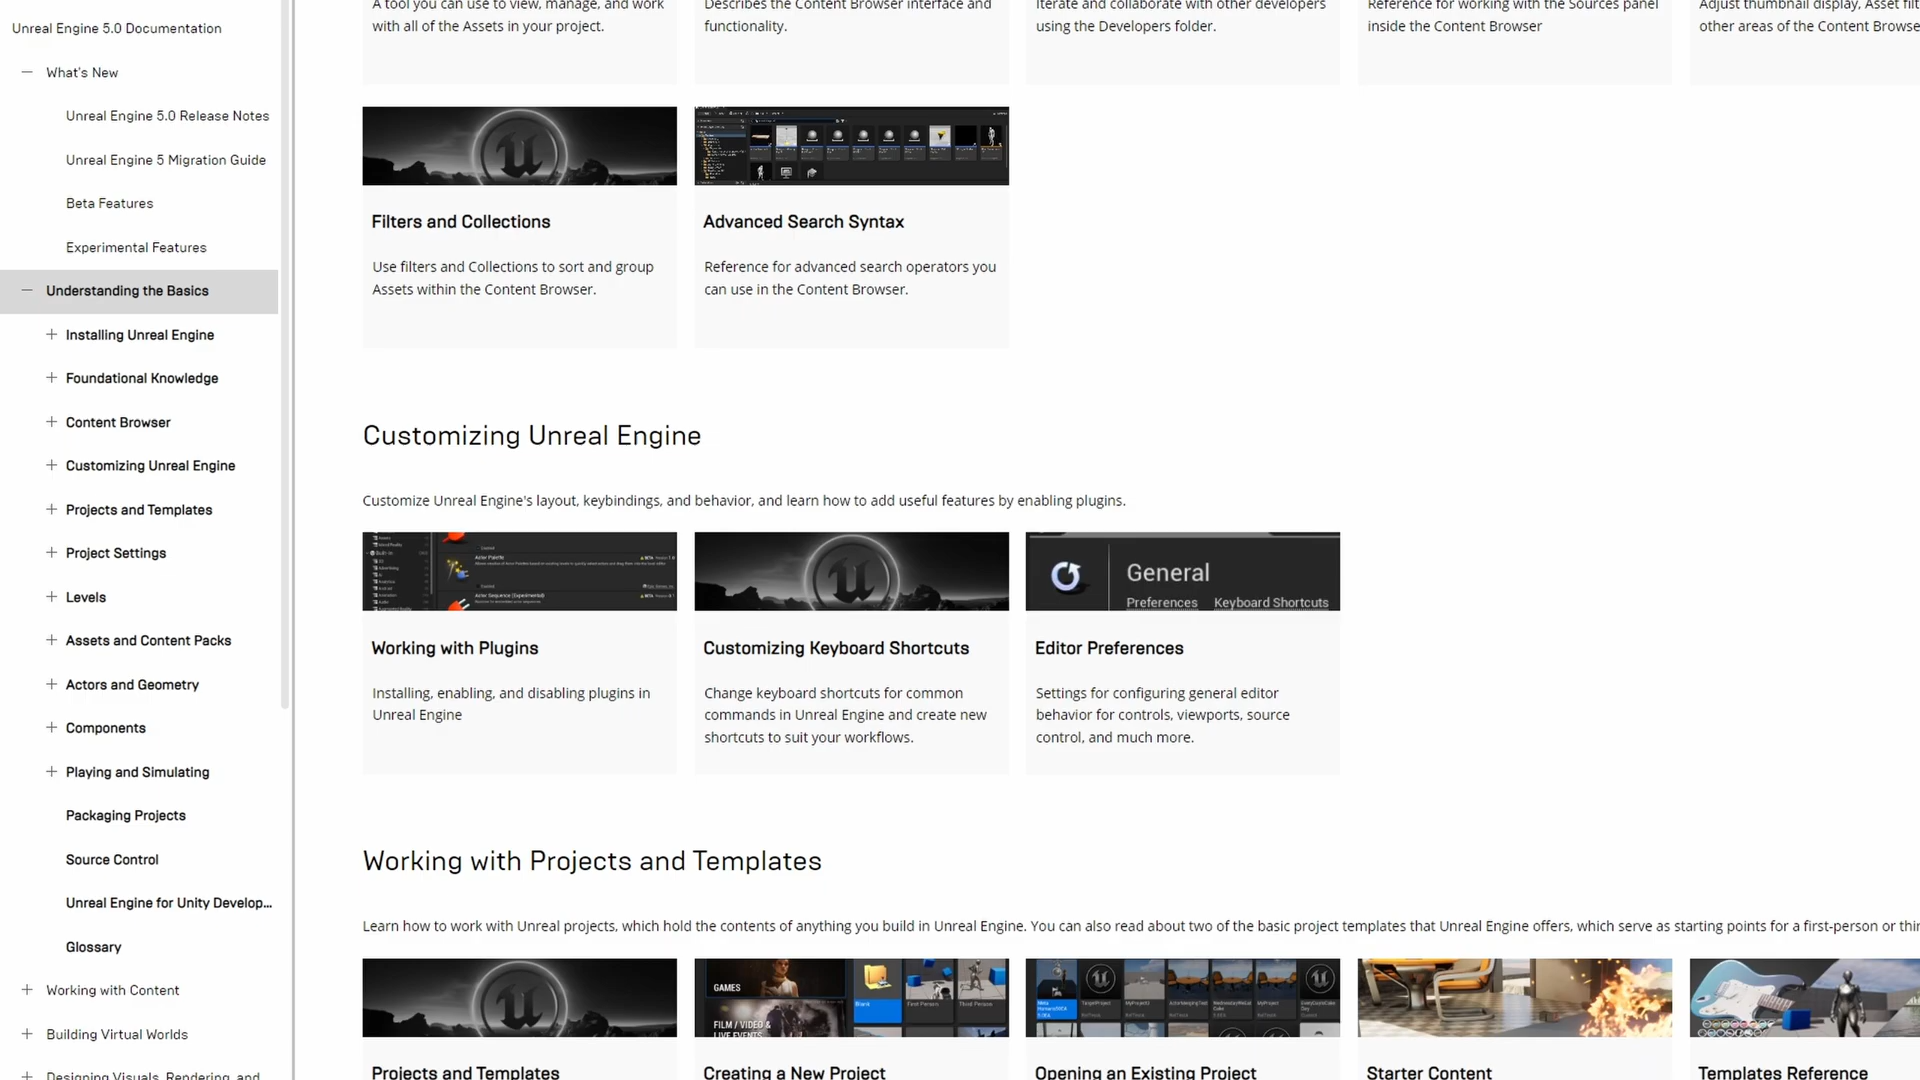 Unreal Engine 5.0 Documentation
What's New
Unreal Engine 5.0 Release Notes
Unreal Engine 5 Migration Guide
Beta Features
Experimental Features
Understanding the Basics
Installing Unreal Engine
Foundational Knowledge
Content Browser
Customizing Unreal Engine
Projects and Templates
Project Settings
Levels
Assets and Content Packs
Actors and Geometry
Components
Playing and Simulating
Packaging Projects
Source Control
Unreal Engine for Unity Develop...
Glossary
Working with Content
Building Virtual Worlds
Designing Visuals, Rendering, and
A tool you can use to view, manage, and work
with all of the Assets in your project.
Describes the Content Browser interface and
functionality.
Iterate and collaborate with other developers
using the Developers folder.
Reference for working with the Sources panel
inside the Content Browser
Adjust thumbnail display, Asset filt
other areas of the Content Browse
Filters and Collections
Use filters and Collections to sort and group
Assets within the Content Browser.
Advanced Search Syntax
Reference for advanced search operators you
can use in the Content Browser.
Customizing Unreal Engine
Customize Unreal Engine's layout, keybindings, and behavior, and learn how to add useful features by enabling plugins.
Working with Plugins
Installing, enabling, and disabling plugins in
Unreal Engine
Customizing Keyboard Shortcuts
Change keyboard shortcuts for common
commands in Unreal Engine and create new
shortcuts to suit your workflows.
General
Preferences Keyboard Shortcuts
Editor Preferences
Settings for configuring general editor
behavior for controls, viewports, source
control, and much more.
Working with Projects and Templates
Learn how to work with Unreal projects, which hold the contents of anything you build in Unreal Engine. You can also read about two of the basic project templates that Unreal Engine offers, which serve as starting points for a first-person or thi
Projects and Templates
GAMES
FILM / VIDEO &
LIVE EVENTS
Blank
First Person
Third Person
Creating a New Project
Opening an Existing Project
Starter Content
Templates Reference